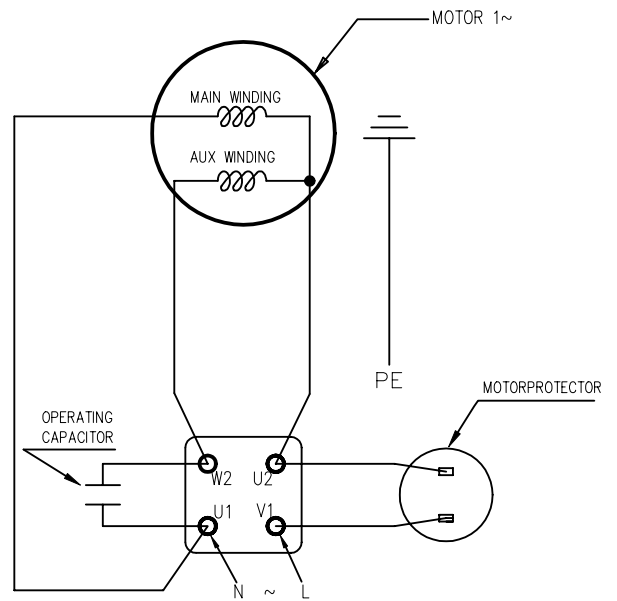 MOTOR 1~
MAIN WINDING
AUX WINDING
PE
MOTORPROTECTOR
OPERATING
CAPACITOR
W2 U2
U1 V1
N ~ L